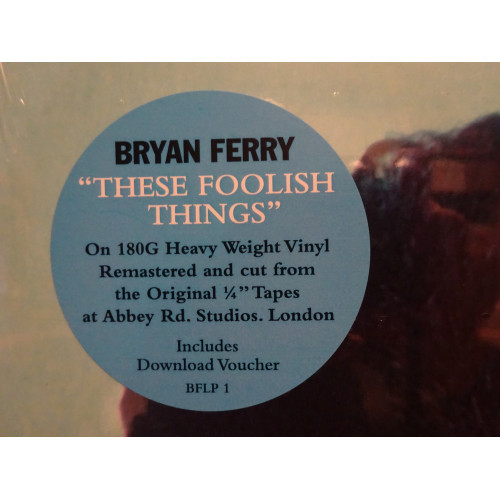 BRYAN FERRY
“THESE FOOLISH
THINGS”
On 180G Heavy Weight Vinyl
Remastered and cut from
the Original ¼” Tapes
at Abbey Rd. Studios. London
Includes
Download Voucher
BFLP 1